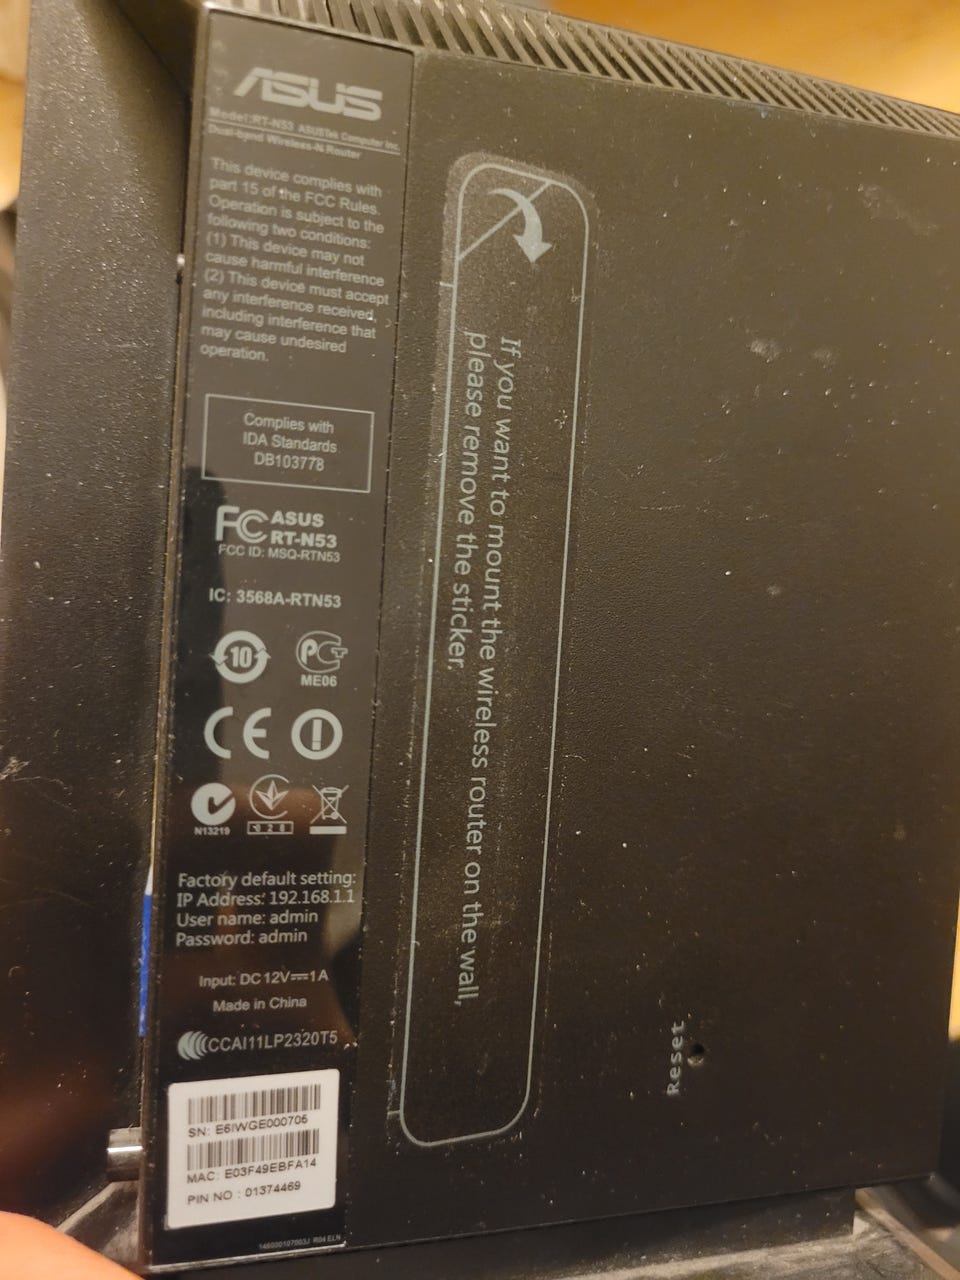 ASUS
Model:RT-N53 ASUSTek Computer Inc.
Dual-band Wireless-N Router
This device complies with
part 15 of the FCC Rules.
Operation is subject to the
following two conditions:
(1) This device may not
cause harmful interference
(2) This device must accept
any interference received,
including interference that
may cause undesired
operation.
Complies with
IDA Standards
DB103778
FC ASUS
RT-N53
FCC ID: MSQ-RTN53
IC: 3568A-RTN53
10
ME06
CE
N13219
Factory default setting:
IP Address: 192.168.1.1
User name: admin
Password: admin
Input: DC 12V⎓1A
Made in China
CCAI11LP2320T5
SN: E6IWGE000706
MAC: E03F49EBFA14
PIN NO : 01374469
If you want to mount the wireless router on the wall,
please remove the sticker.
Reset